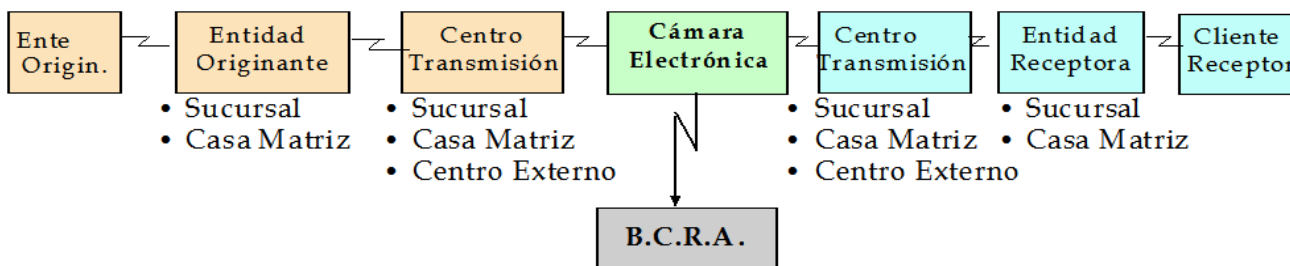 Ente
Origin.
Entidad
Originante
Centro
Transmisión
Cámara
Electrónica
Centro
Transmisión
Entidad
Receptora
Cliente
Receptor
• Sucursal
• Casa Matriz
• Sucursal
• Casa Matriz
• Centro Externo
• Sucursal
• Casa Matriz
• Centro Externo
• Sucursal
• Casa Matriz
B.C.R.A.